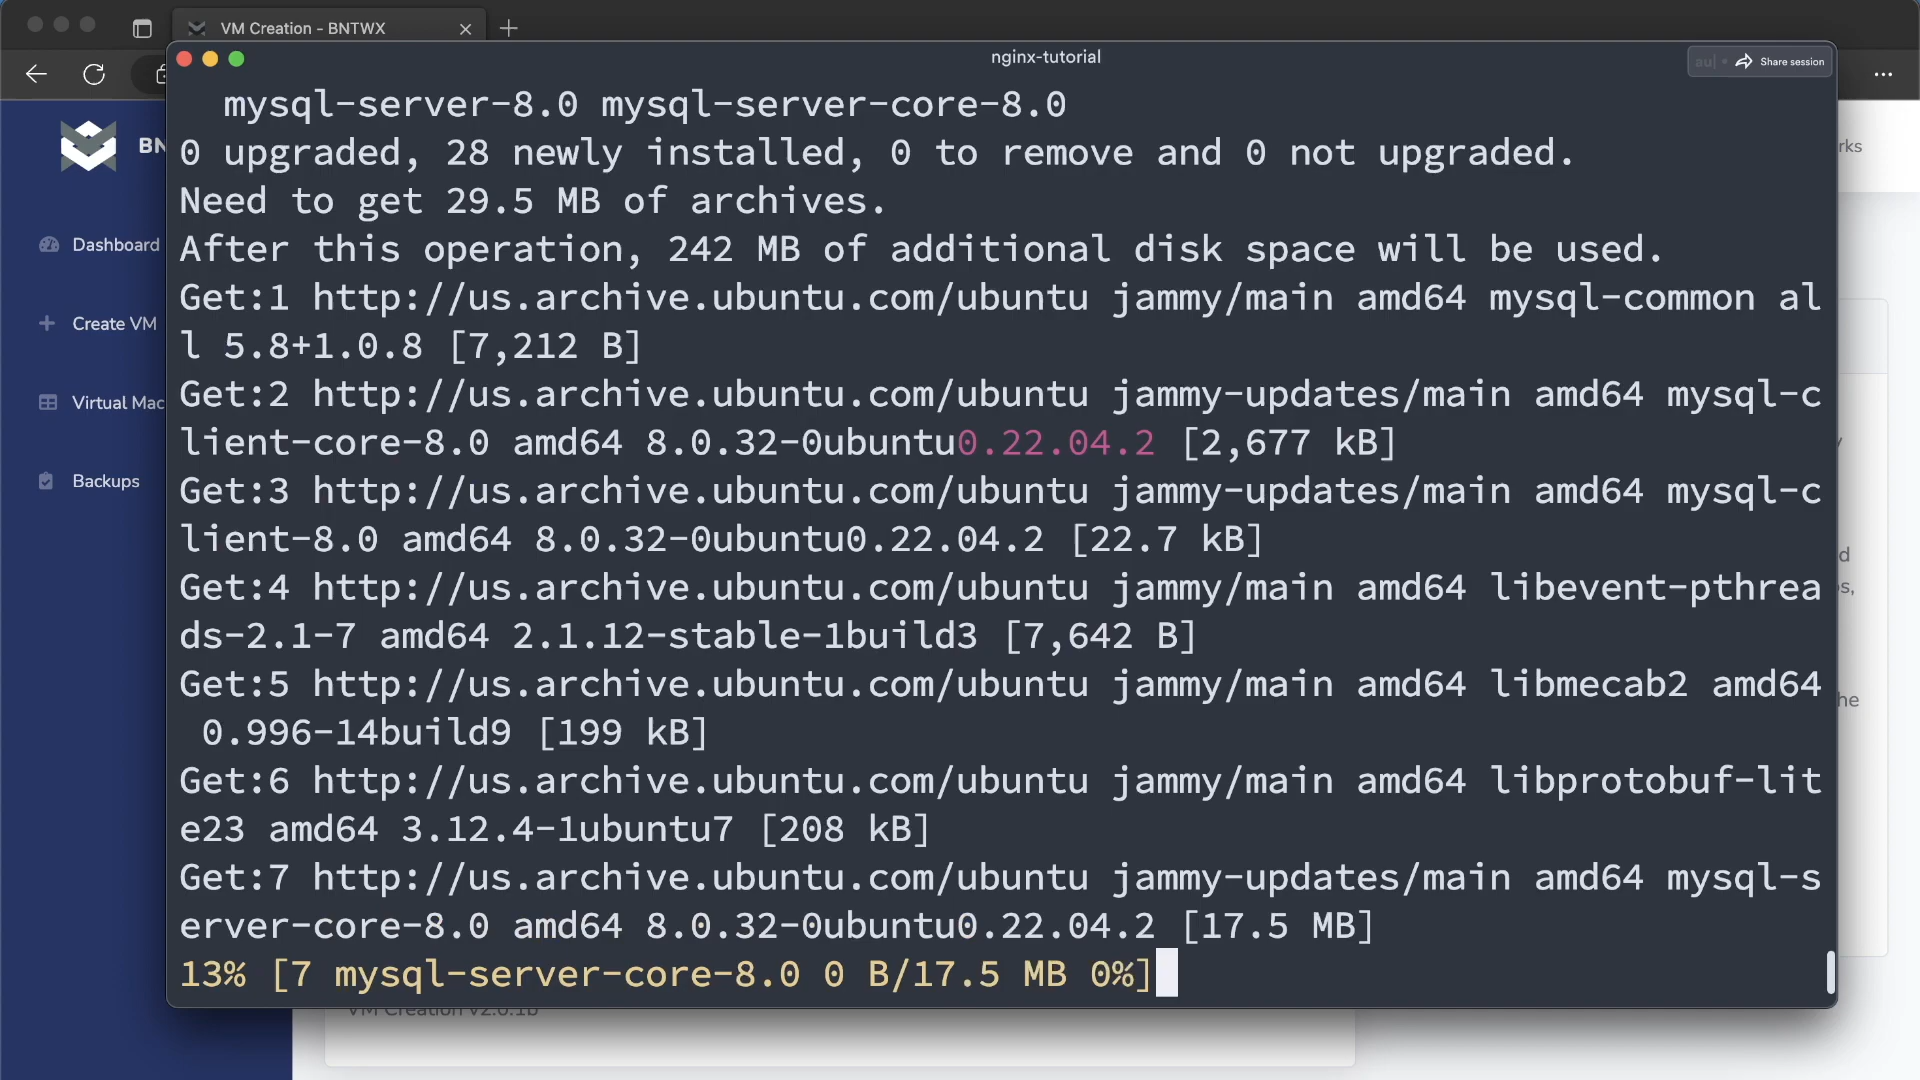 VM Creation - BNTWX
nginx-tutorial
Share session
BN
rks
Dashboard
Create VM
Virtual Mac
Backups
mysql-server-8.0 mysql-server-core-8.0
0 upgraded, 28 newly installed, 0 to remove and 0 not upgraded.
Need to get 29.5 MB of archives.
After this operation, 242 MB of additional disk space will be used.
Get:1 http://us.archive.ubuntu.com/ubuntu jammy/main amd64 mysql-common al
l 5.8+1.0.8 [7,212 B]
Get:2 http://us.archive.ubuntu.com/ubuntu jammy-updates/main amd64 mysql-c
lient-core-8.0 amd64 8.0.32-0ubuntu0.22.04.2 [2,677 kB]
Get:3 http://us.archive.ubuntu.com/ubuntu jammy-updates/main amd64 mysql-c
lient-8.0 amd64 8.0.32-0ubuntu0.22.04.2 [22.7 kB]
Get:4 http://us.archive.ubuntu.com/ubuntu jammy/main amd64 libevent-pthrea
ds-2.1-7 amd64 2.1.12-stable-1build3 [7,642 B]
Get:5 http://us.archive.ubuntu.com/ubuntu jammy/main amd64 libmecab2 amd64
0.996-14build9 [199 kB]
Get:6 http://us.archive.ubuntu.com/ubuntu jammy/main amd64 libprotobuf-lit
e23 amd64 3.12.4-1ubuntu7 [208 kB]
Get:7 http://us.archive.ubuntu.com/ubuntu jammy-updates/main amd64 mysql-s
erver-core-8.0 amd64 8.0.32-0ubuntu0.22.04.2 [17.5 MB]
13% [7 mysql-server-core-8.0 0 B/17.5 MB 0%]
d
s,
he
VM Creation v2.0.1b